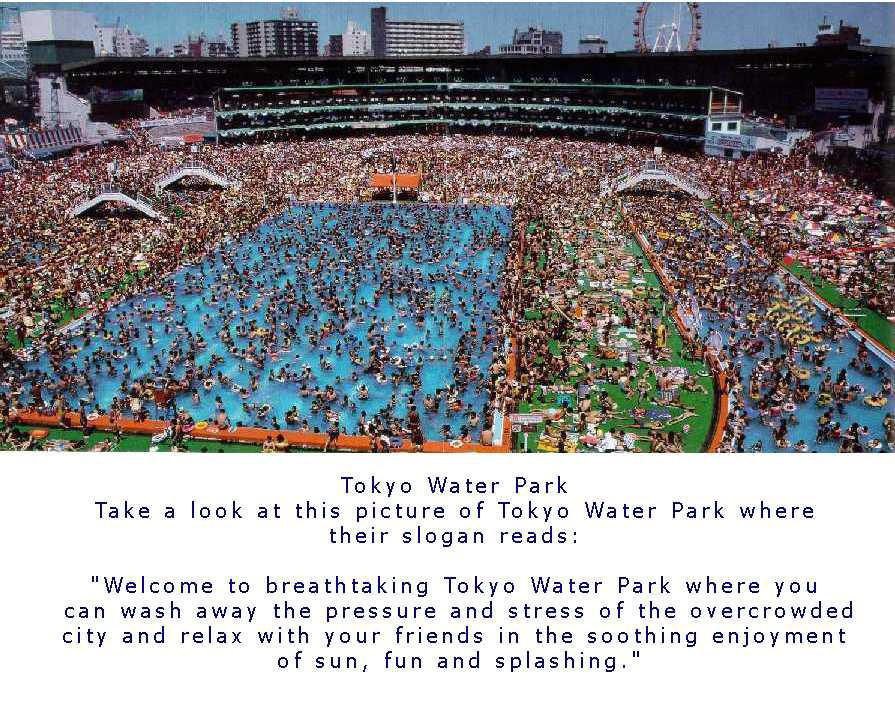 Tokyo Water Park
Take a look at this picture of Tokyo Water Park where
their slogan reads:
"Welcome to breathtaking Tokyo Water Park where you
can wash away the pressure and stress of the overcrowded
city and relax with your friends in the soothing enjoyment
of sun, fun and splashing."